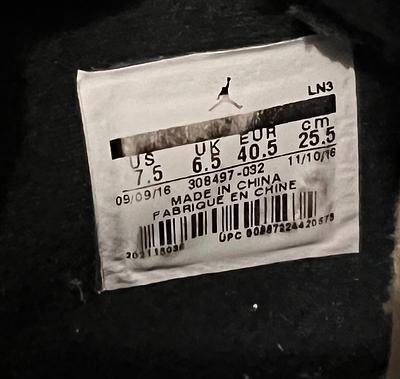 LN3
US UK EUR cm
7.5 6.5 40.5 25.5
09/09/16 308497-032 11/10/16
MADE IN CHINA
FABRIQUE EN CHINE
UPC